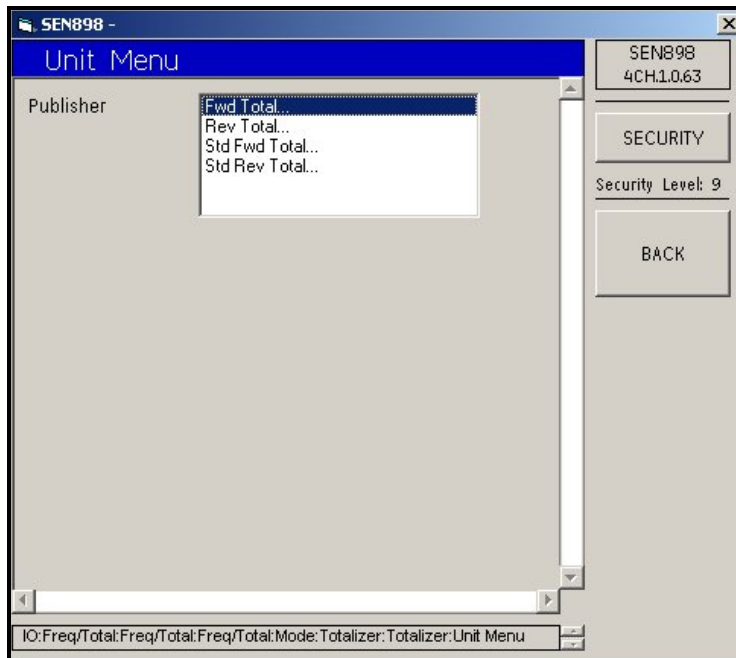 SEN898 -
Unit Menu
SEN898
4CH.1.0.63
Publisher
Fwd Total...
Rev Total...
Std Fwd Total...
Std Rev Total...
SECURITY
Security Level: 9
BACK
IO:Freq/Total:Freq/Total:Freq/Total:Mode:Totalizer:Totalizer:Unit Menu